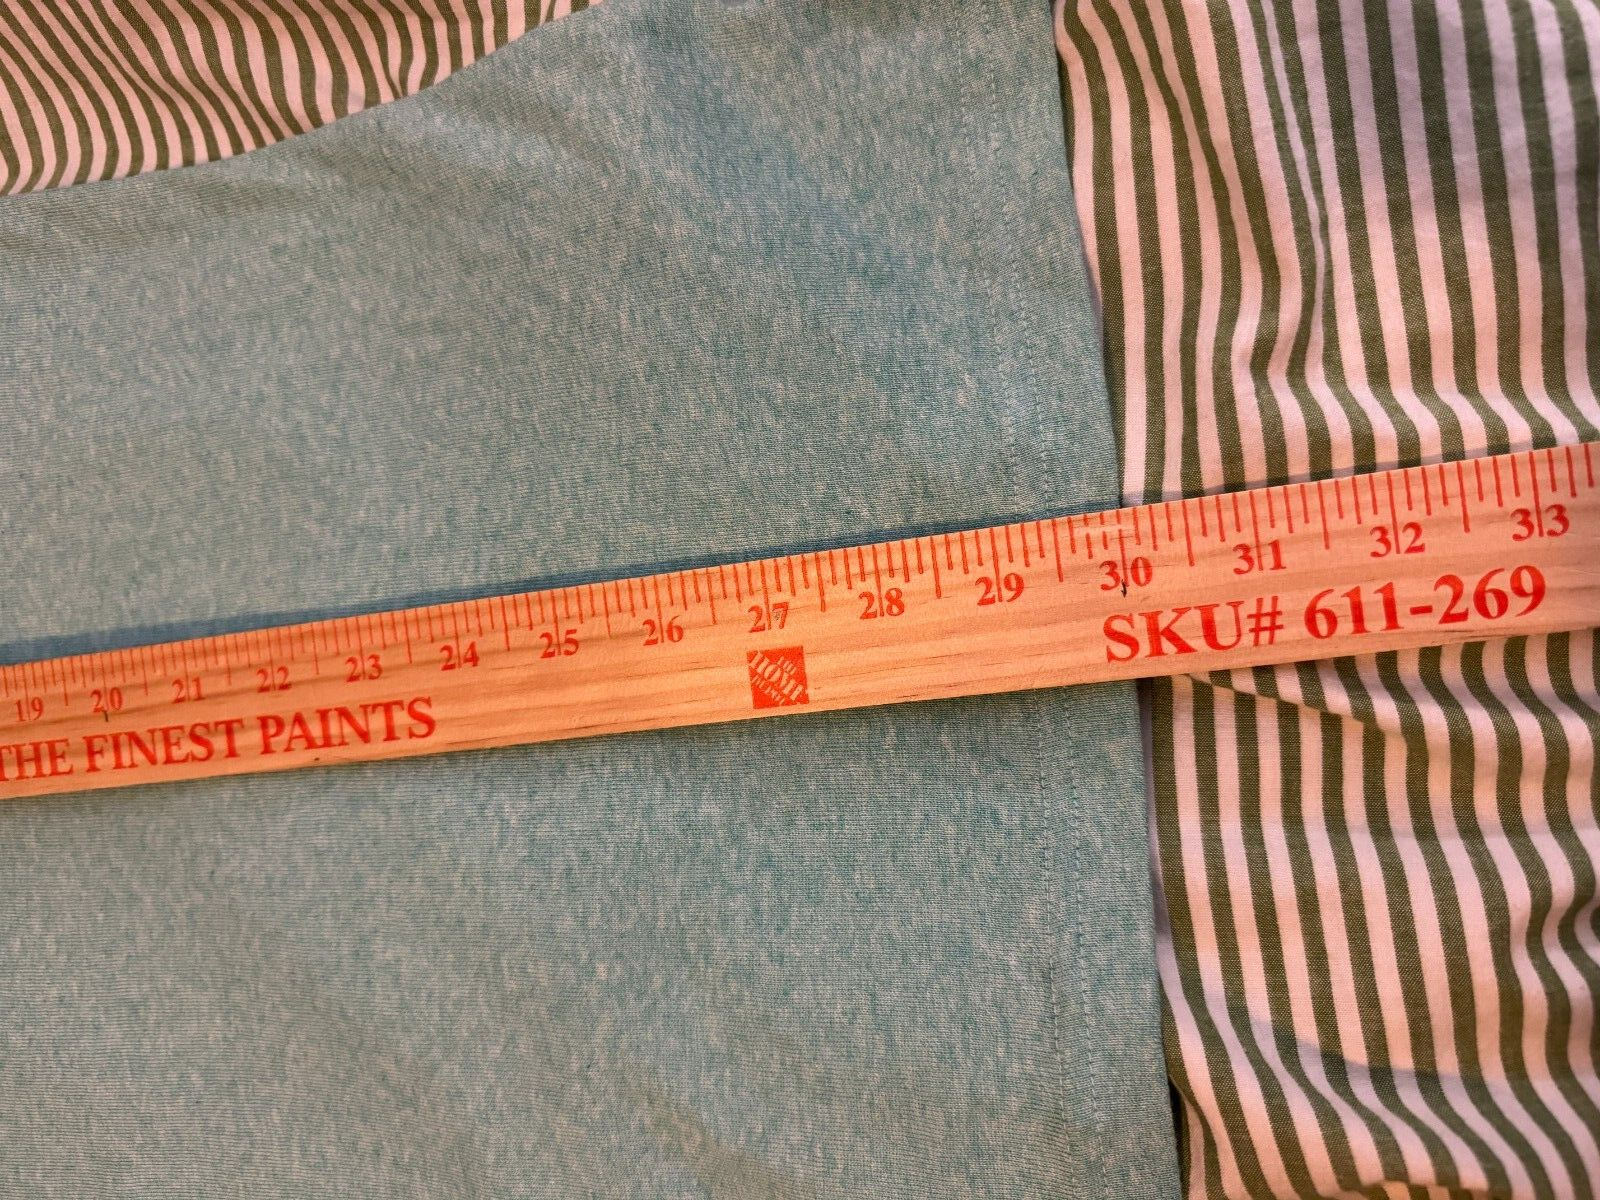 19 20 21 22 23 24 25 26 27 28 29 30 31 32 33
THE FINEST PAINTS SKU# 611-269